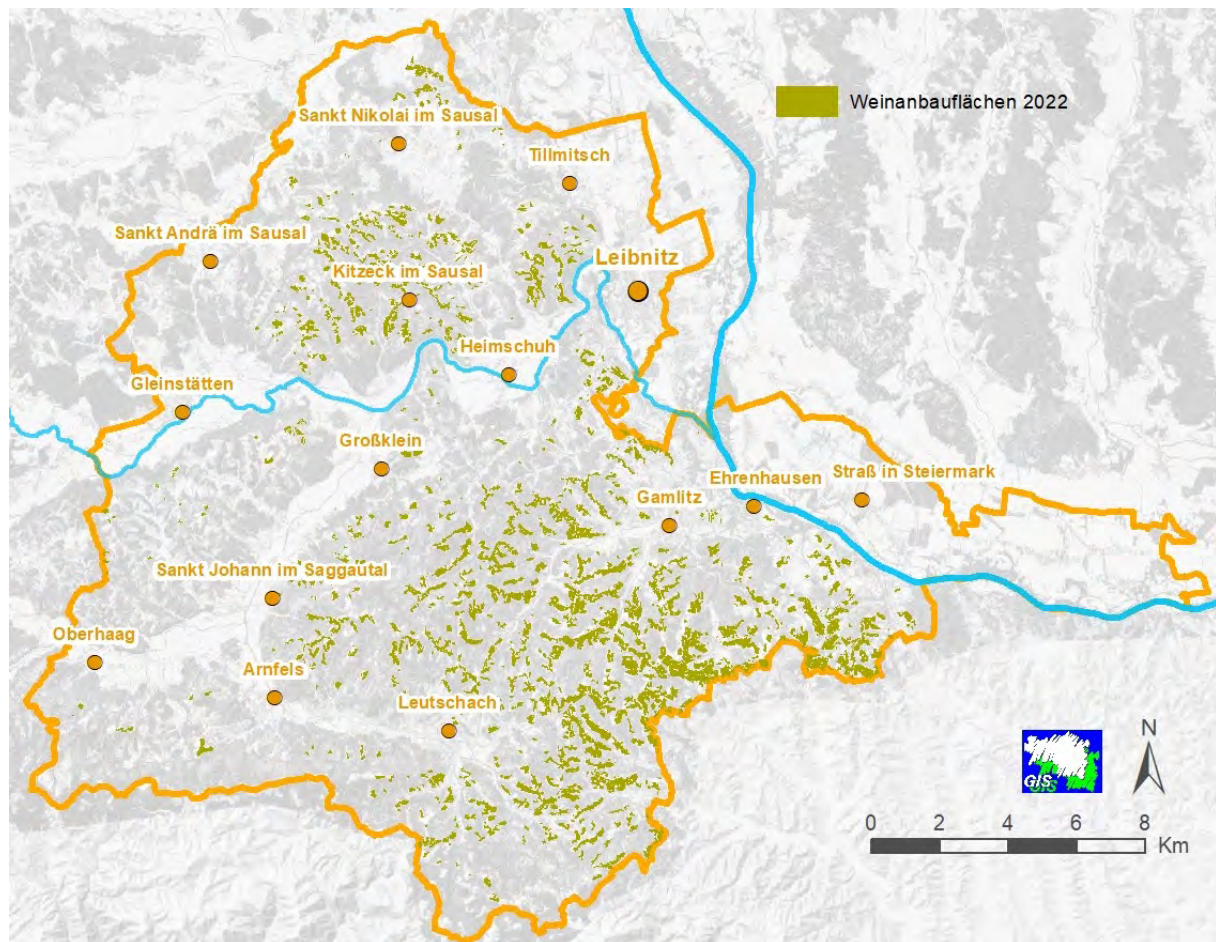 Weinanbauflächen 2022
Sankt Nikolai im Sausal
Tillmitsch
Sankt Andrä im Sausal
Leibnitz
Kitzeck im Sausal
Heimschuh
Gleinstätten
Großklein
Ehrenhausen
Straß in Steiermark
Gamlitz
Sankt Johann im Saggautal
Oberhaag
Arnfels
Leutschach
N
GIS
GIS
0 2 4 6 8
Km